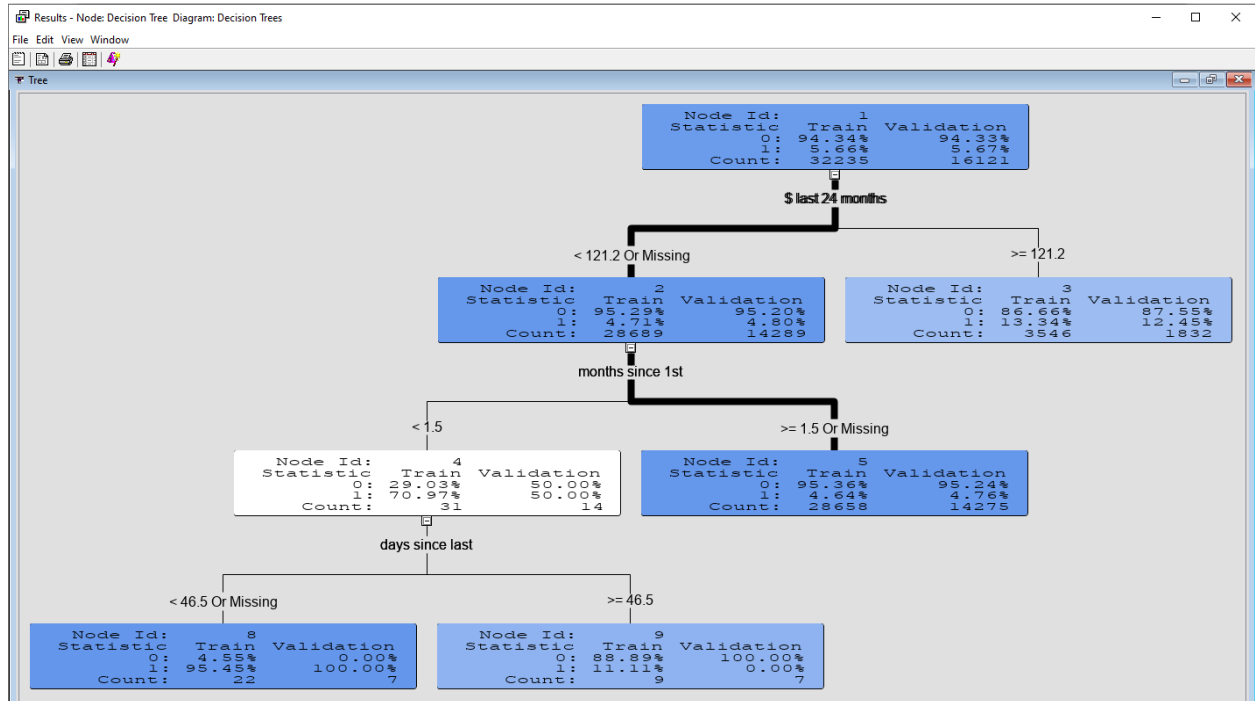 Results - Node: Decision Tree Diagram: Decision Trees
File Edit View Window
Tree
Node Id: 1
Statistic Train Validation
0: 94.34% 94.33%
1: 5.66% 5.67%
Count: 32235 16121
$ last 24 months
< 121.2 Or Missing
>= 121.2
Node Id: 2
Statistic Train Validation
0: 95.29% 95.20%
1: 4.71% 4.80%
Count: 28689 14289
Node Id: 3
Statistic Train Validation
0: 86.66% 87.55%
1: 13.34% 12.45%
Count: 3546 1832
months since 1st
< 1.5
>= 1.5 Or Missing
Node Id: 4
Statistic Train Validation
0: 29.03% 50.00%
1: 70.97% 50.00%
Count: 31 14
Node Id: 5
Statistic Train Validation
0: 95.36% 95.24%
1: 4.64% 4.76%
Count: 28658 14275
days since last
< 46.5 Or Missing
>= 46.5
Node Id: 8
Statistic Train Validation
0: 4.55% 0.00%
1: 95.45% 100.00%
Count: 22 7
Node Id: 9
Statistic Train Validation
0: 88.89% 100.00%
1: 11.11% 0.00%
Count: 9 7